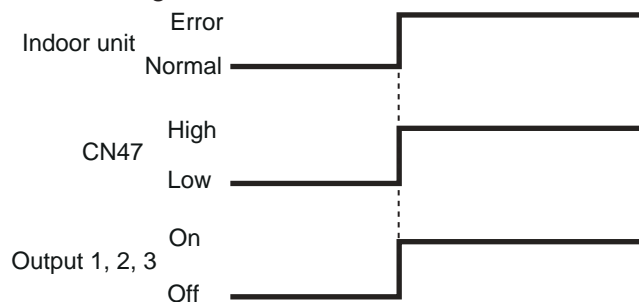 Error
Indoor unit
Normal
High
CN47
Low
On
Output 1, 2, 3
Off